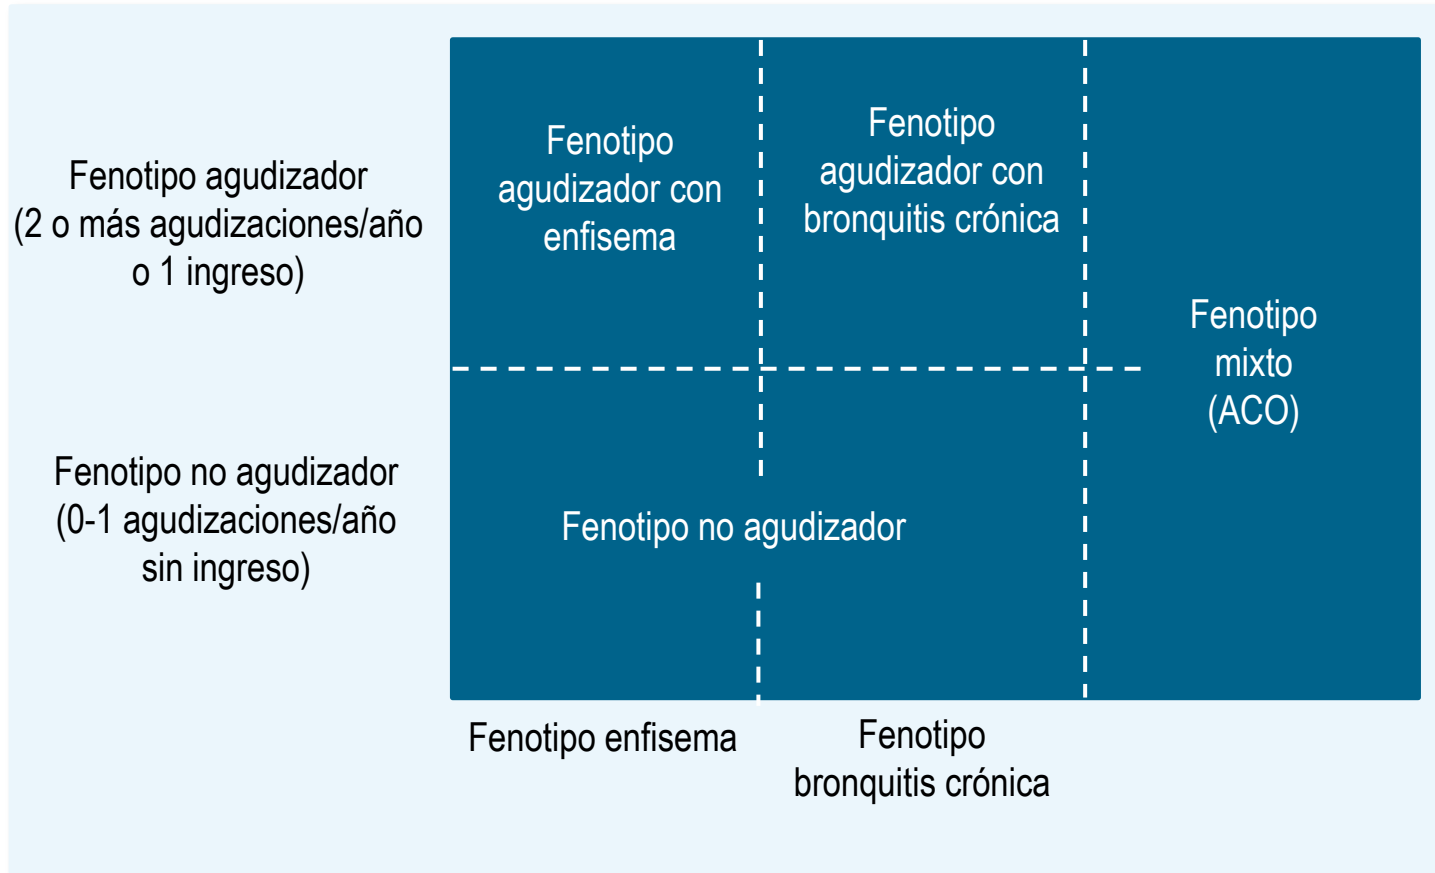 Fenotipo agudizador
(2 o más agudizaciones/año
o 1 ingreso)
Fenotipo
agudizador con
enfisema
Fenotipo
agudizador con
bronquitis crónica
Fenotipo
mixto
(ACO)
Fenotipo no agudizador
(0-1 agudizaciones/año
sin ingreso)
Fenotipo no agudizador
Fenotipo enfisema
Fenotipo
bronquitis crónica